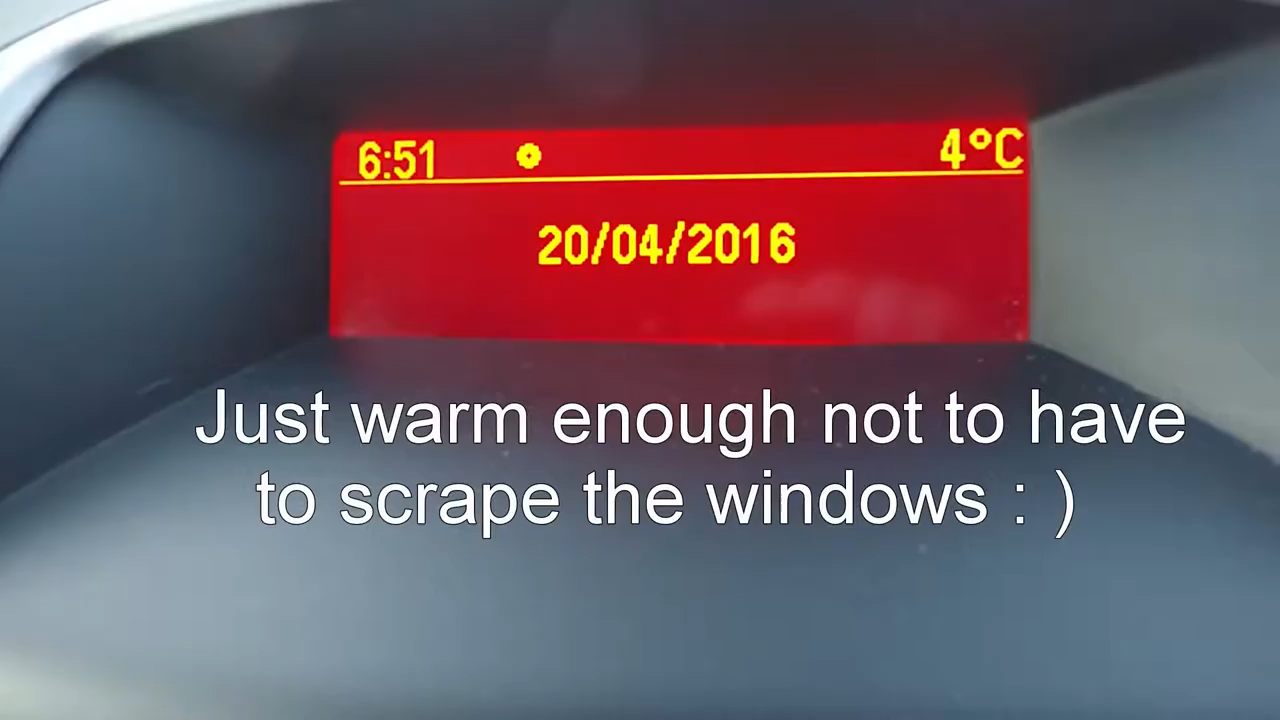 6:51 4°C
20/04/2016
Just warm enough not to have
to scrape the windows : )